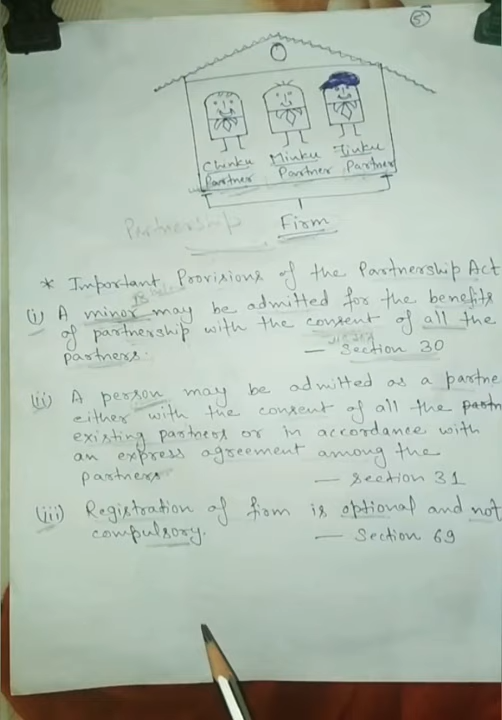 5
Chinku Minku Tinku
Partner Partner Partner
Firm
Partnership
* Important Provisions of the Partnership Act
(i) A minor may be admitted for the benefits
of partnership with the consent of all the
partners. — Section 30
(ii) A person may be admitted as a partne
either with the consent of all the partn
existing partners or in accordance with
an express agreement among the
partners — Section 31
(iii) Registration of firm is optional and not
compulsory. — Section 69